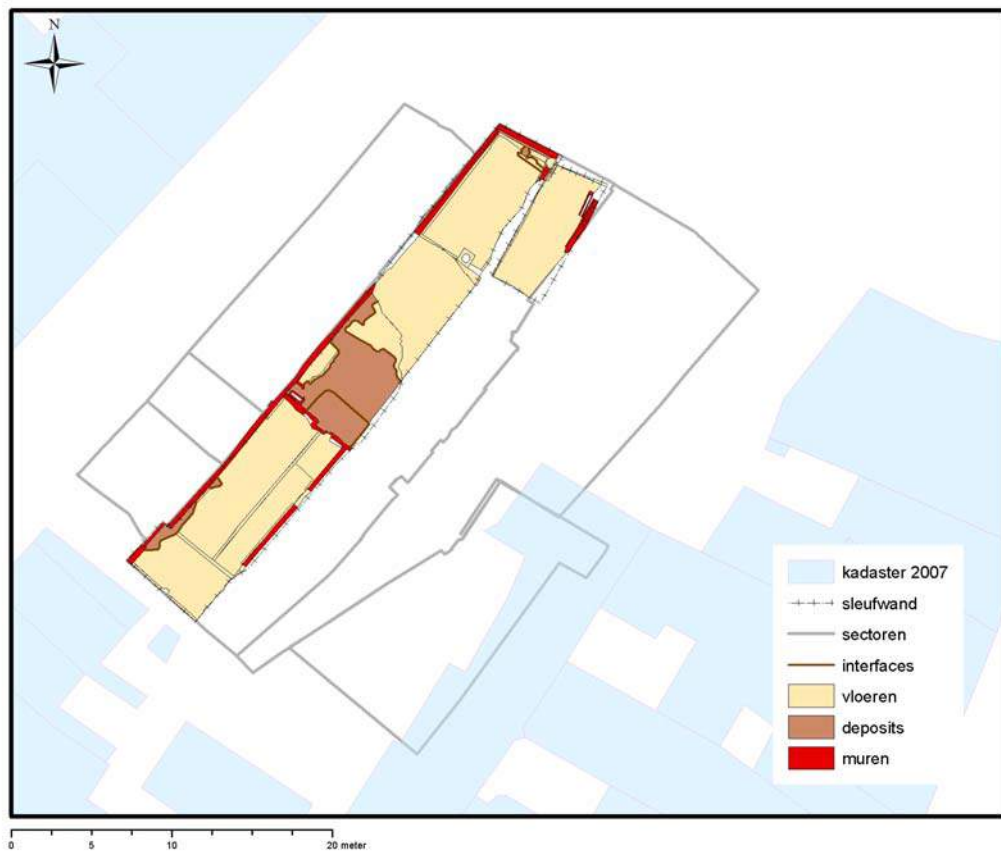 N
kadaster 2007
sleufwand
sectoren
interfaces
vloeren
deposits
muren
0 5 10 20 meter